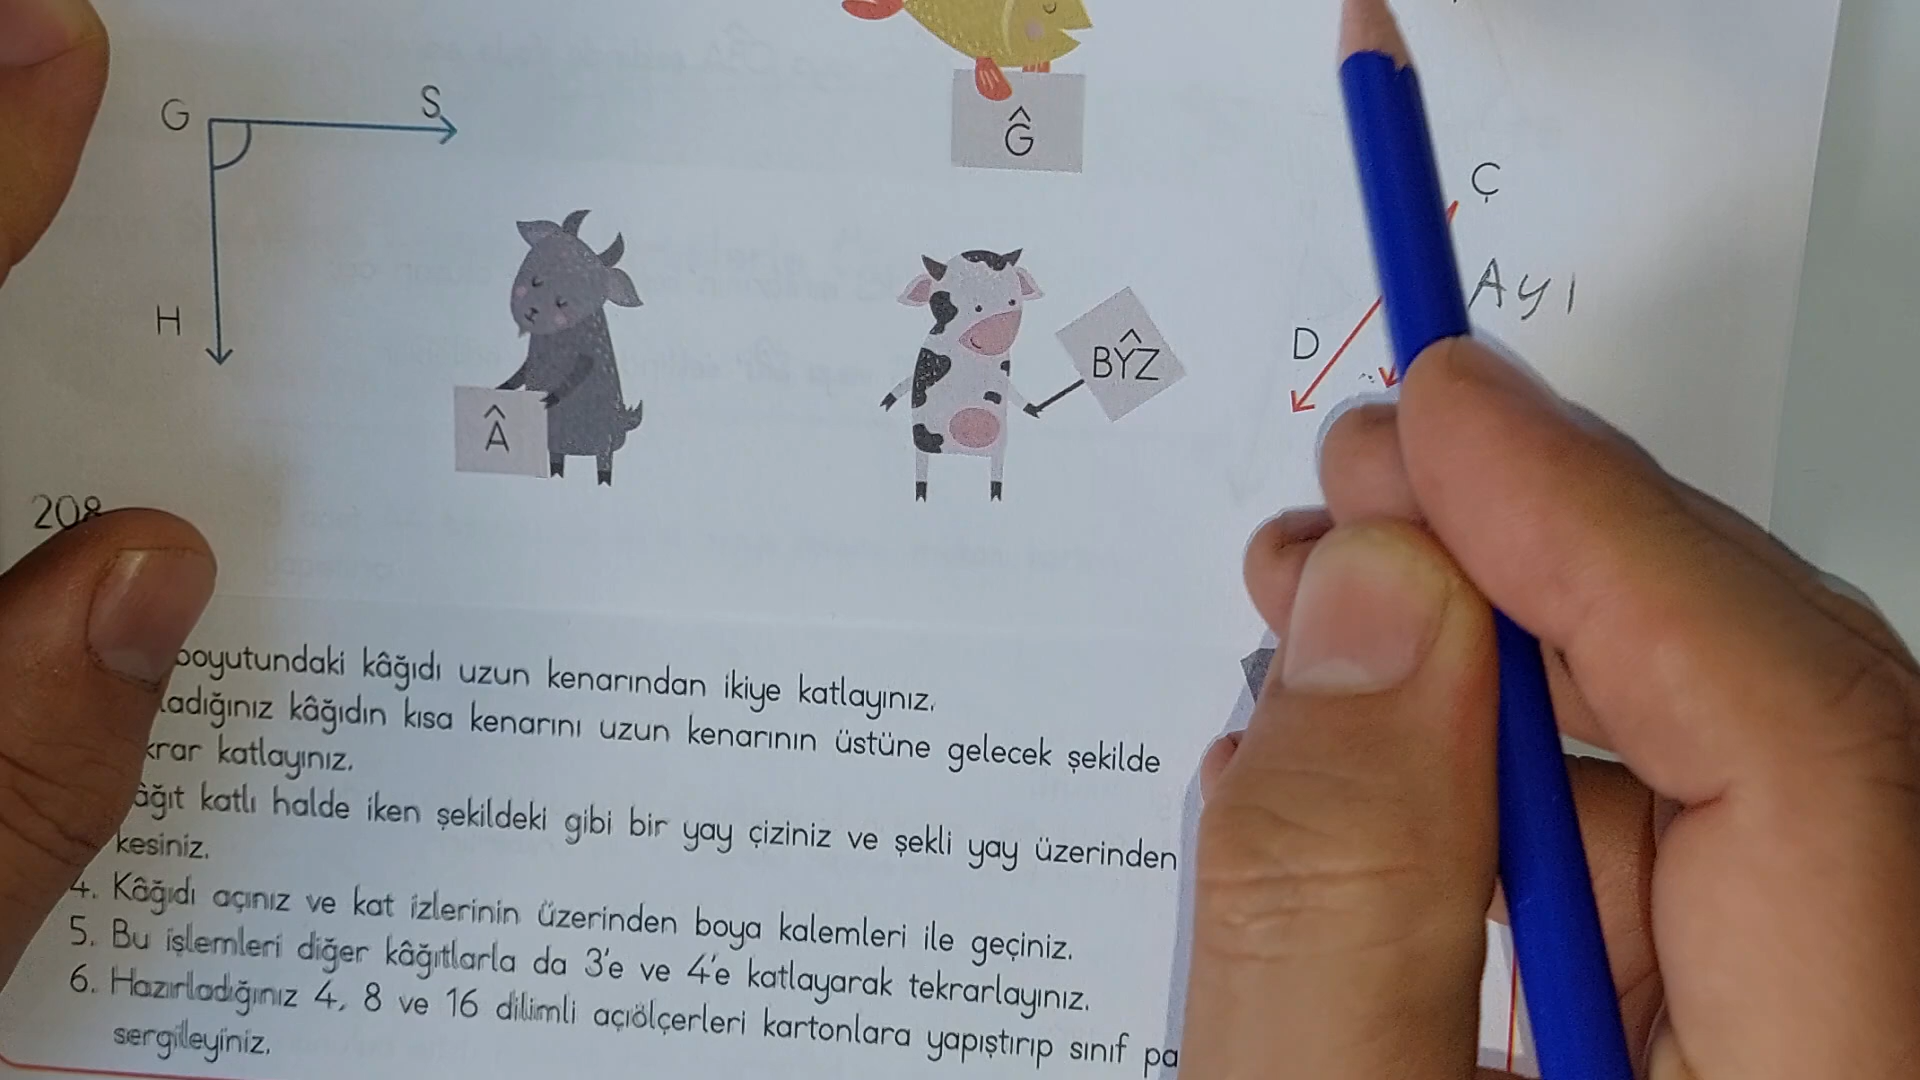 G
S
Ĝ
Ç
Ayı
H
D
BŶZ
Â
208
boyutundaki kâğıdı uzun kenarından ikiye katlayınız.
ladığınız kâğıdın kısa kenarını uzun kenarının üstüne gelecek şekilde
krar katlayınız.
âğıt katlı halde iken şekildeki gibi bir yay çiziniz ve şekli yay üzerinden
kesiniz.
4. Kâğıdı açınız ve kat izlerinin üzerinden boya kalemleri ile geçiniz.
5. Bu işlemleri diğer kâğıtlarla da 3'e ve 4'e katlayarak tekrarlayınız.
6. Hazırladığınız 4, 8 ve 16 dilimli açıölçerleri kartonlara yapıştırıp sınıf pa
sergileyiniz.